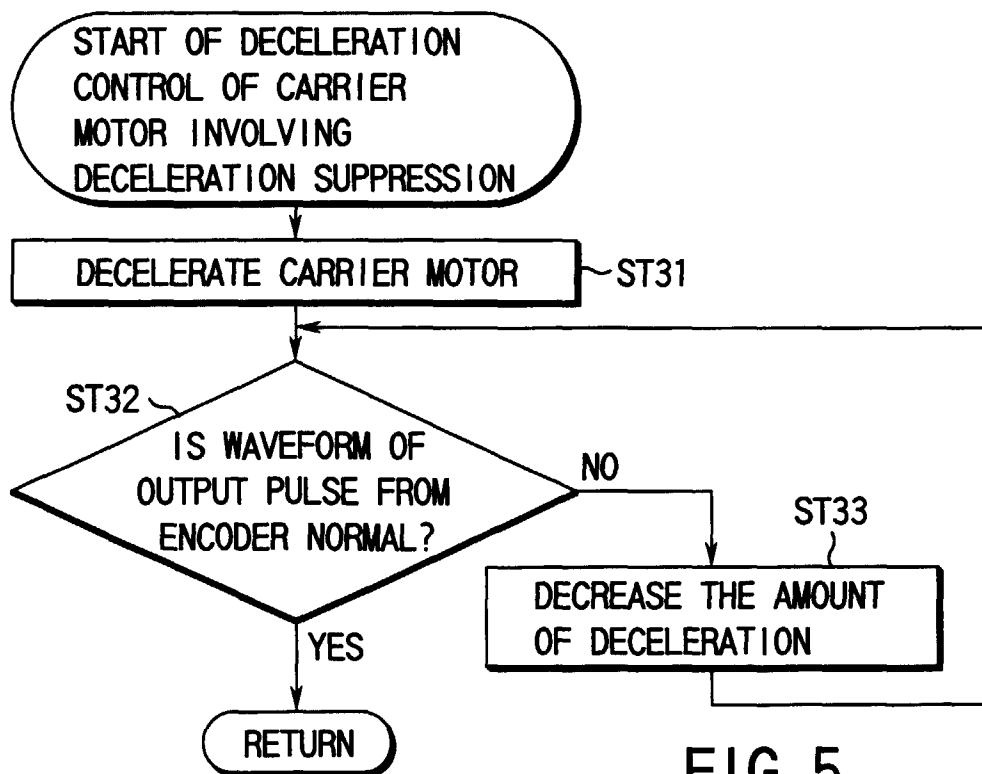 START OF DECELERATION
CONTROL OF CARRIER
MOTOR INVOLVING
DECELERATION SUPPRESSION
DECELERATE CARRIER MOTOR
ST31
ST32
IS WAVEFORM OF
OUTPUT PULSE FROM
ENCODER NORMAL?
NO
ST33
DECREASE THE AMOUNT
OF DECELERATION
YES
RETURN
FIG. 5